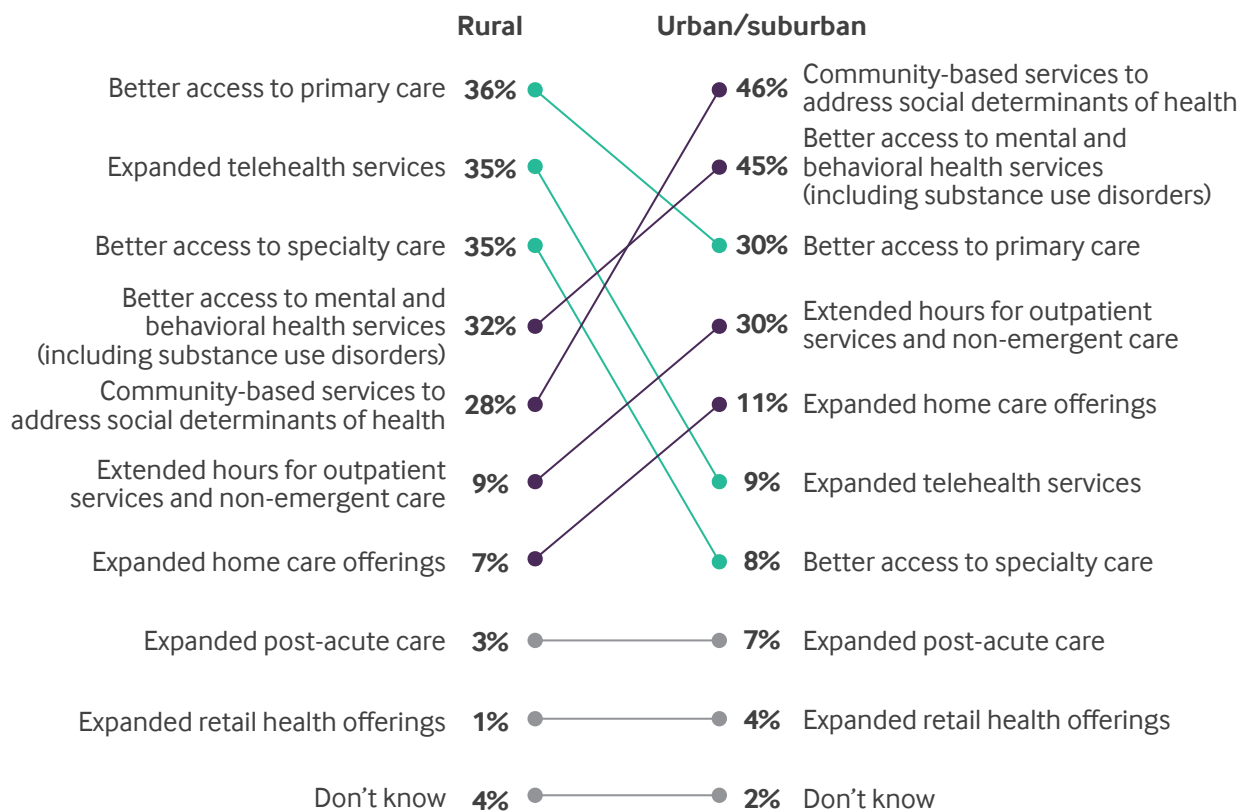 Rural Urban/suburban
Better access to primary care 36% 46% Community-based services to
address social determinants of health
Expanded telehealth services 35% 45% Better access to mental and
behavioral health services
(including substance use disorders)
Better access to specialty care 35% 30% Better access to primary care
Better access to mental and
behavioral health services
(including substance use disorders) 32% 30% Extended hours for outpatient
services and non-emergent care
Community-based services to
address social determinants of health 28% 11% Expanded home care offerings
Extended hours for outpatient
services and non-emergent care 9% 9% Expanded telehealth services
Expanded home care offerings 7% 8% Better access to specialty care
Expanded post-acute care 3% 7% Expanded post-acute care
Expanded retail health offerings 1% 4% Expanded retail health offerings
Don’t know 4% 2% Don’t know